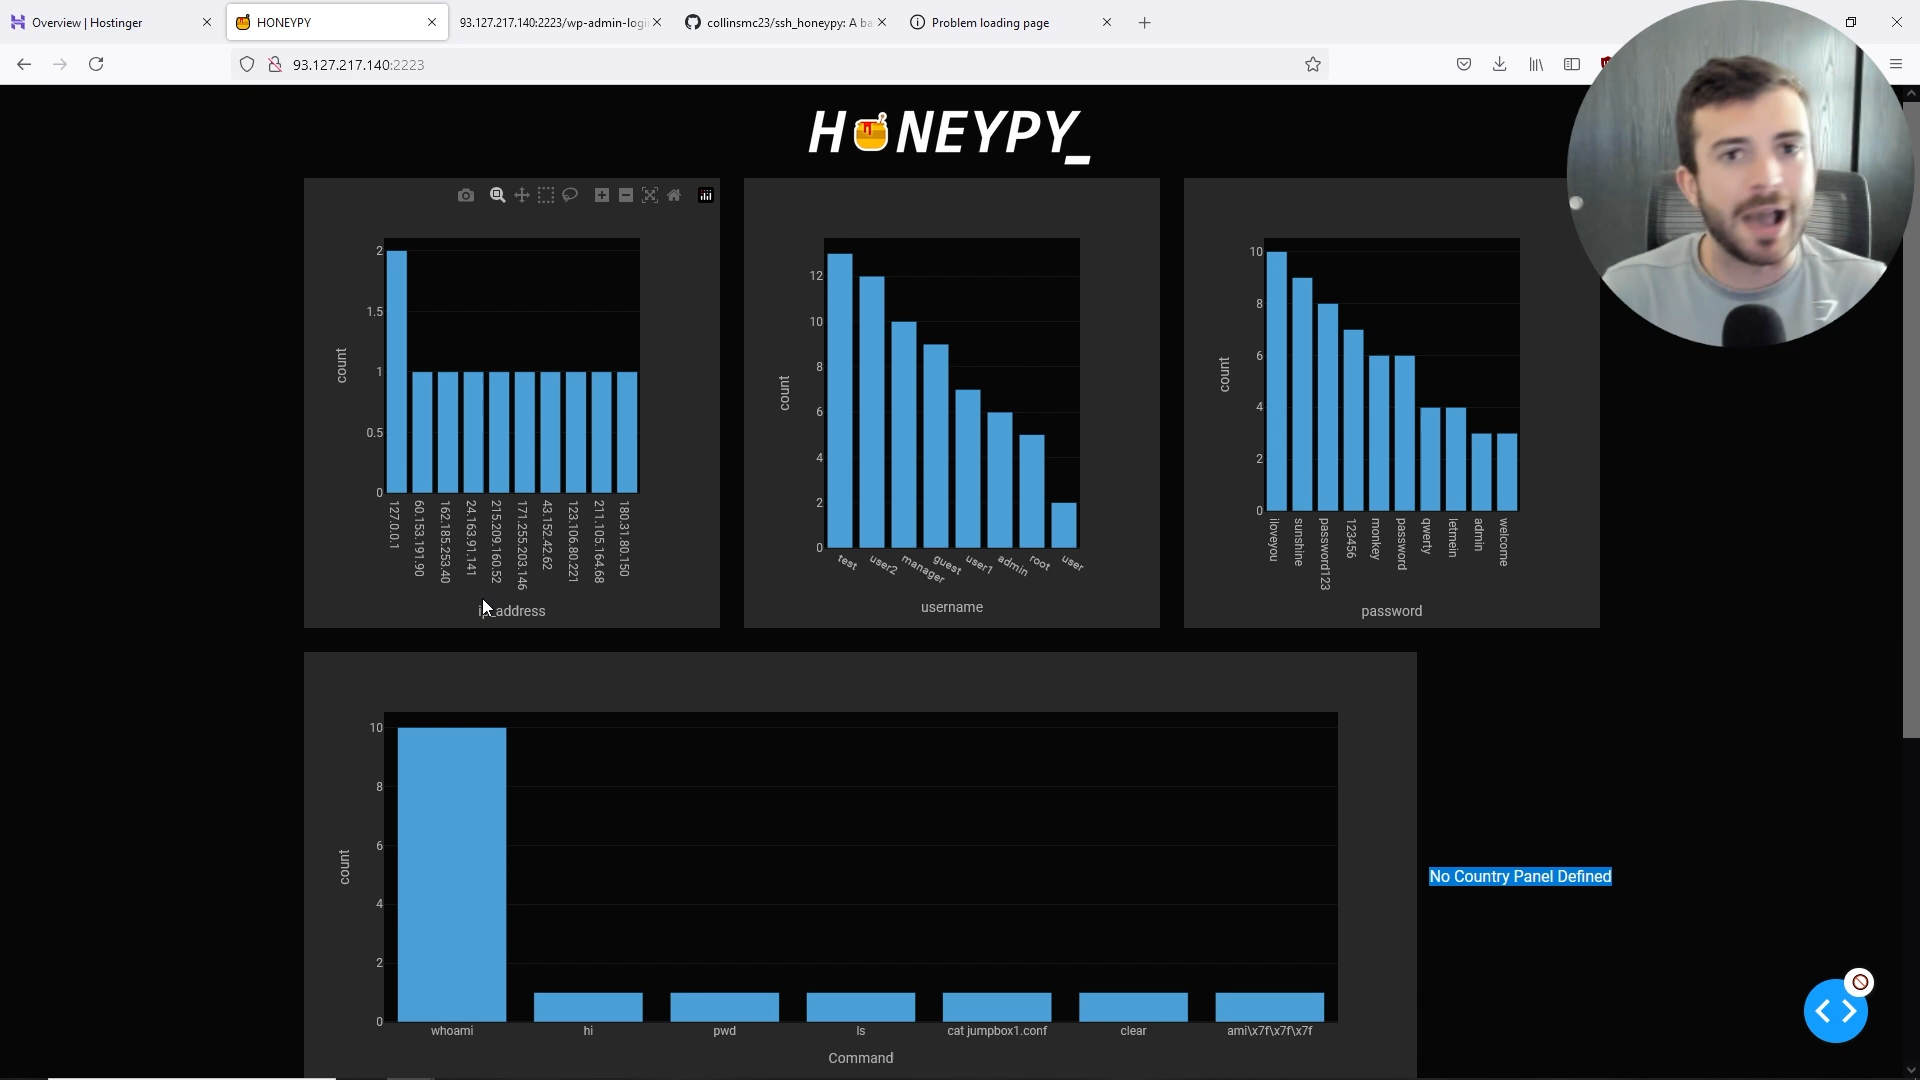 Overview | Hostinger
HONEYPY
93.127.217.140:2223/wp-admin-logi
collinsmc23/ssh_honeypy: A ba
Problem loading page
93.127.217.140:2223
HONEYPY_
count
2
1.5
1
0.5
0
127.0.0.1
60.153.191.90
162.185.253.40
24.163.91.141
215.209.160.52
171.255.203.146
43.152.42.62
123.106.80.221
211.105.164.68
180.331.80.150
ip_address
count
12
10
8
6
4
2
0
test
user2
manager
guest
user1
admin
root
user
username
count
10
8
6
4
2
0
iloveyou
sunshine
password123
123456
monkey
password
qwerty
letmein
admin
welcome
password
count
10
8
6
4
2
0
whoami
hi
pwd
ls
cat jumpbox1.conf
clear
ami\x7f\x7f\x7f
Command
No Country Panel Defined